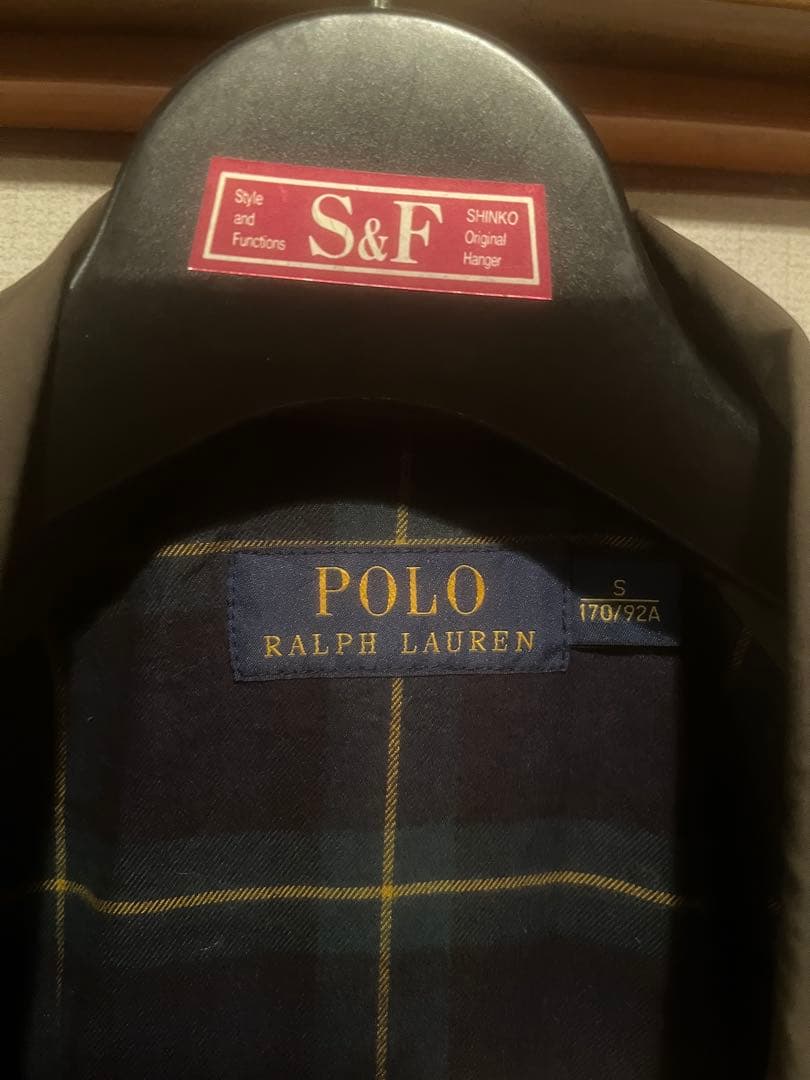 Style
and
Functions
S&F
SHINKO
Original
Hanger
POLO
RALPH LAUREN
S
170/92A